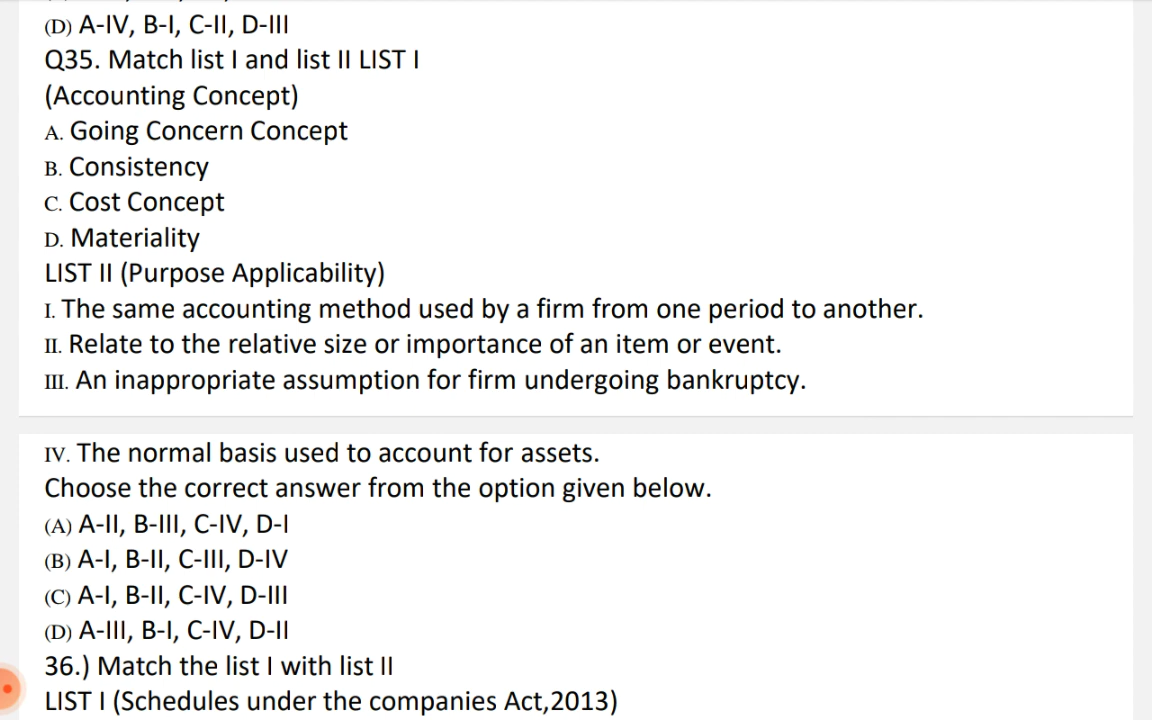 (D) A-IV, B-I, C-II, D-III
Q35. Match list I and list II LIST I
(Accounting Concept)
A. Going Concern Concept
B. Consistency
C. Cost Concept
D. Materiality
LIST II (Purpose Applicability)
I. The same accounting method used by a firm from one period to another.
II. Relate to the relative size or importance of an item or event.
III. An inappropriate assumption for firm undergoing bankruptcy.
IV. The normal basis used to account for assets.
Choose the correct answer from the option given below.
(A) A-II, B-III, C-IV, D-I
(B) A-I, B-II, C-III, D-IV
(C) A-I, B-II, C-IV, D-III
(D) A-III, B-I, C-IV, D-II
36.) Match the list I with list II
LIST I (Schedules under the companies Act,2013)